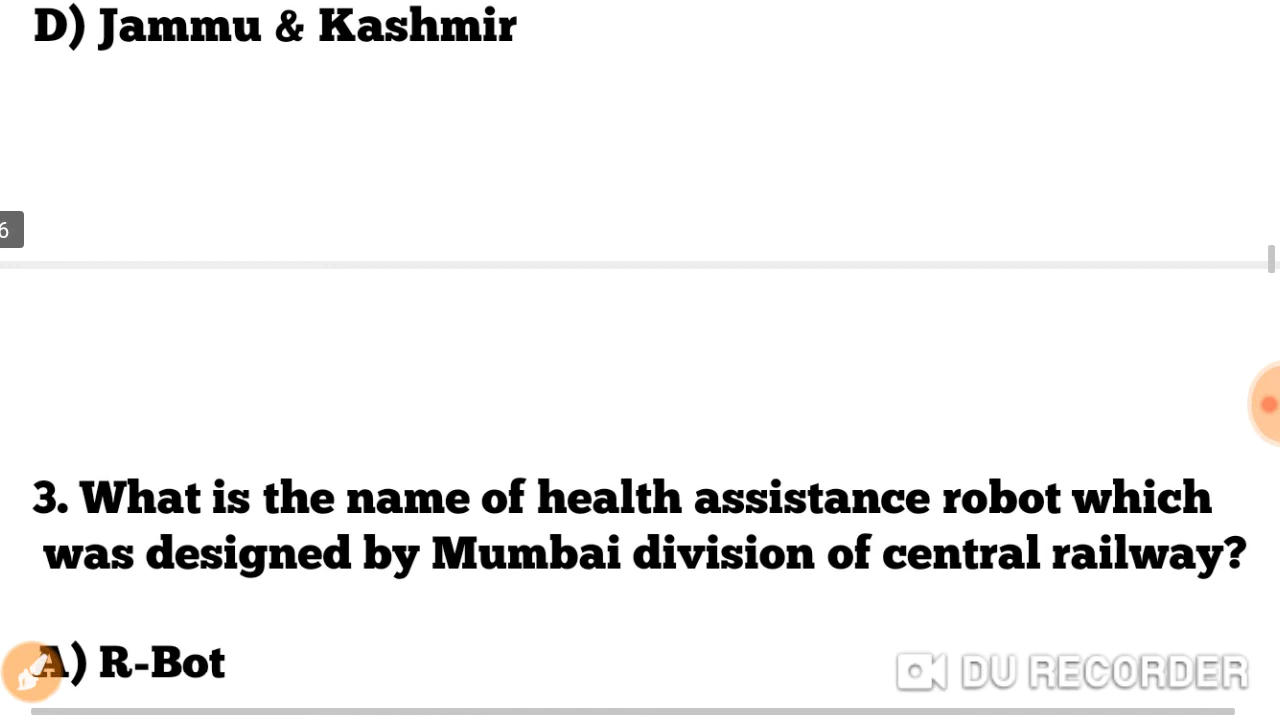 D) Jammu & Kashmir
6
3. What is the name of health assistance robot which
was designed by Mumbai division of central railway?
A) R-Bot
DU RECORDER